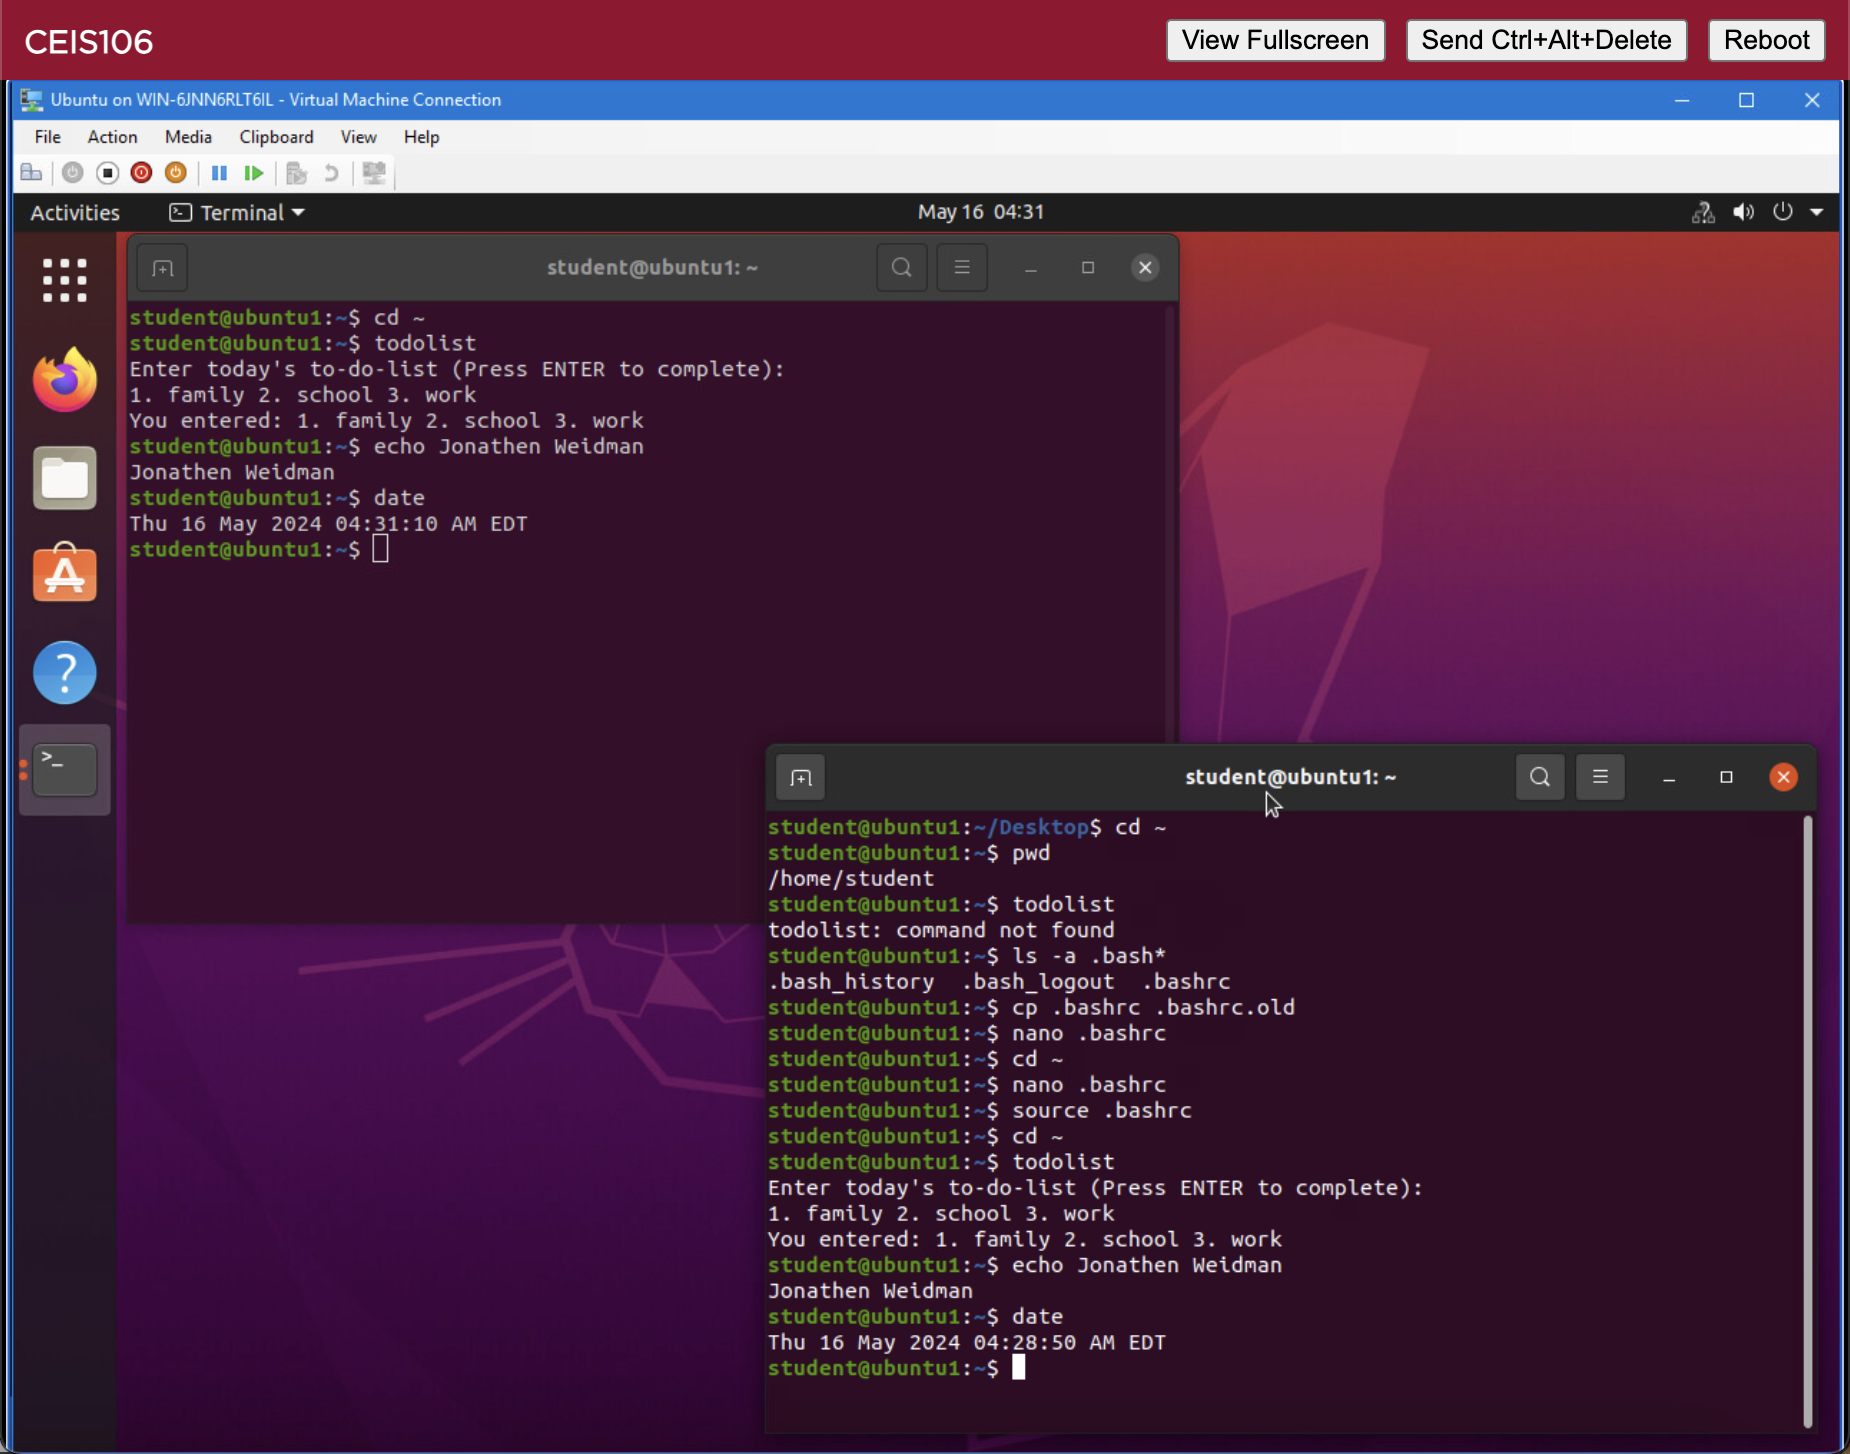 CEIS106
View Fullscreen
Send Ctrl+Alt+Delete
Reboot
Ubuntu on WIN-6JNN6RLT6IL - Virtual Machine Connection
File Action Media Clipboard View Help
Activities
Terminal
May 16 04:31
student@ubuntu1: ~
student@ubuntu1:~$ cd ~
student@ubuntu1:~$ todolist
Enter today's to-do-list (Press ENTER to complete):
1. family 2. school 3. work
You entered: 1. family 2. school 3. work
student@ubuntu1:~$ echo Jonathen Weidman
Jonathen Weidman
student@ubuntu1:~$ date
Thu 16 May 2024 04:31:10 AM EDT
student@ubuntu1:~$
student@ubuntu1: ~
student@ubuntu1:~/Desktop$ cd ~
student@ubuntu1:~$ pwd
/home/student
student@ubuntu1:~$ todolist
todolist: command not found
student@ubuntu1:~$ ls -a .bash*
.bash_history .bash_logout .bashrc
student@ubuntu1:~$ cp .bashrc .bashrc.old
student@ubuntu1:~$ nano .bashrc
student@ubuntu1:~$ cd ~
student@ubuntu1:~$ nano .bashrc
student@ubuntu1:~$ source .bashrc
student@ubuntu1:~$ cd ~
student@ubuntu1:~$ todolist
Enter today's to-do-list (Press ENTER to complete):
1. family 2. school 3. work
You entered: 1. family 2. school 3. work
student@ubuntu1:~$ echo Jonathen Weidman
Jonathen Weidman
student@ubuntu1:~$ date
Thu 16 May 2024 04:28:50 AM EDT
student@ubuntu1:~$